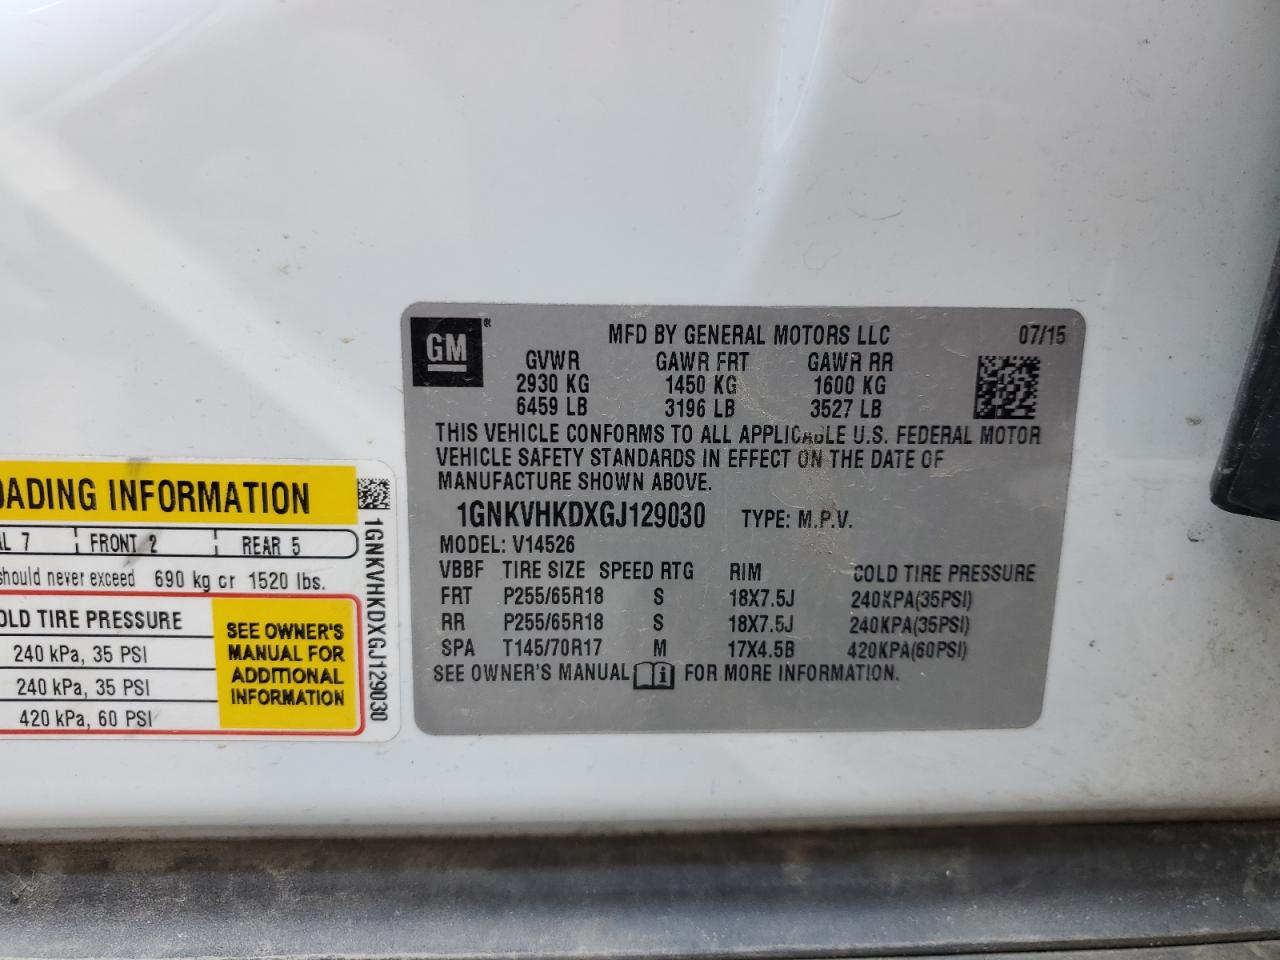 GM
MFD BY GENERAL MOTORS LLC 07/15
GVWR GAWR FRT GAWR RR
2930 KG 1450 KG 1600 KG
6459 LB 3196 LB 3527 LB
THIS VEHICLE CONFORMS TO ALL APPLICABLE U.S. FEDERAL MOTOR
VEHICLE SAFETY STANDARDS IN EFFECT ON THE DATE OF
MANUFACTURE SHOWN ABOVE.
1GNKVHKDXGJ129030 TYPE: M.P.V.
MODEL: V14526
VBBF TIRE SIZE SPEED RTG RIM COLD TIRE PRESSURE
FRT P255/65R18 S 18X7.5J 240KPA(35PSI)
RR P255/65R18 S 18X7.5J 240KPA(35PSI)
SPA T145/70R17 M 17X4.5B 420KPA(60PSI)
SEE OWNER'S MANUAL FOR MORE INFORMATION.
OADING INFORMATION
AL 7 FRONT 2 REAR 5
should never exceed 690 kg or 1520 lbs.
OLD TIRE PRESSURE
240 kPa, 35 PSI
240 kPa, 35 PSI
420 kPa, 60 PSI
SEE OWNER'S
MANUAL FOR
ADDITIONAL
INFORMATION
1GNKVHKDXGJ129030